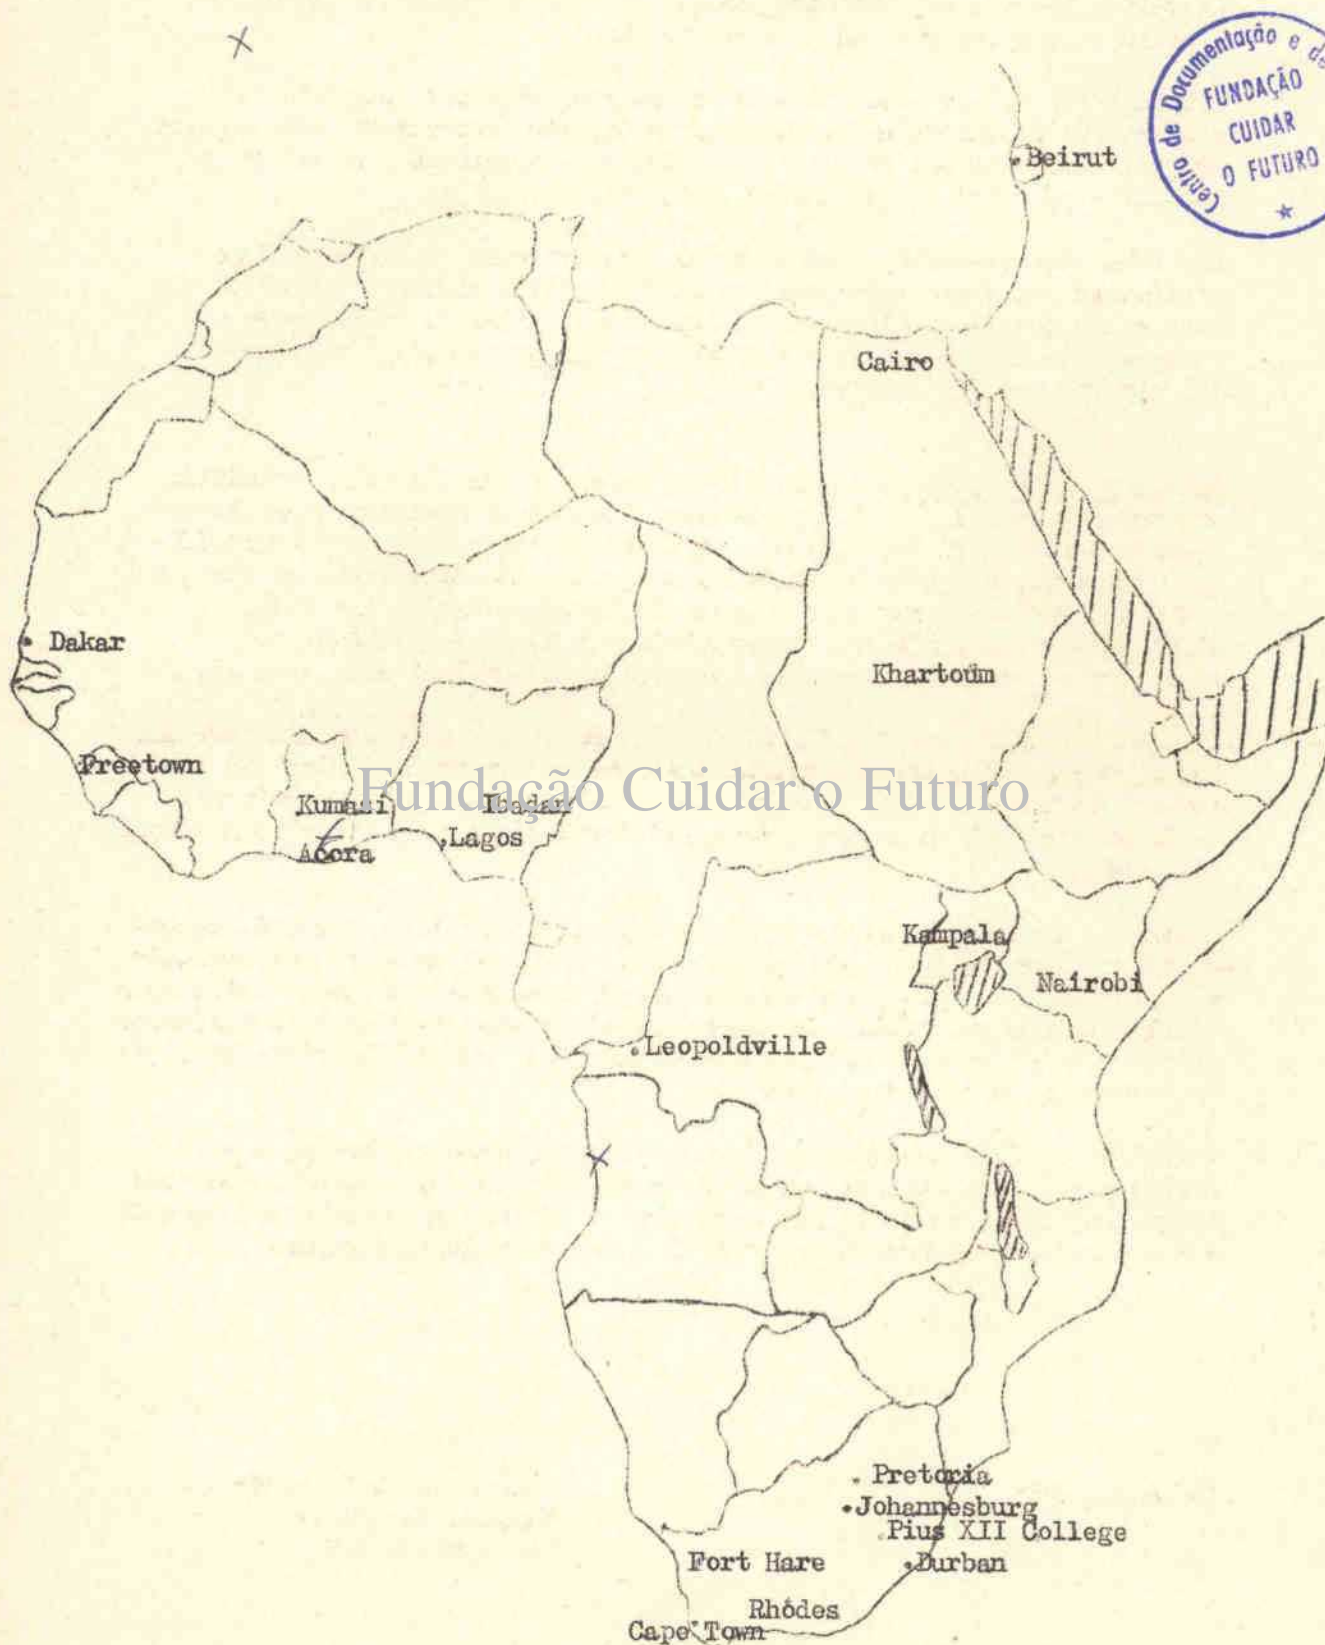 Centro de Documentação e de
FUNDAÇÃO
CUIDAR
O FUTURO
Beirut
Cairo
Dakar
Khartoum
Freetown
Fundação Cuidar o Futuro
Kumasi
Ibadan
Lagos
Accra
Kampala
Nairobi
Leopoldville
Pretoria
Johannesburg
Pius XII College
Fort Hare
Durban
Rhodes
Cape Town